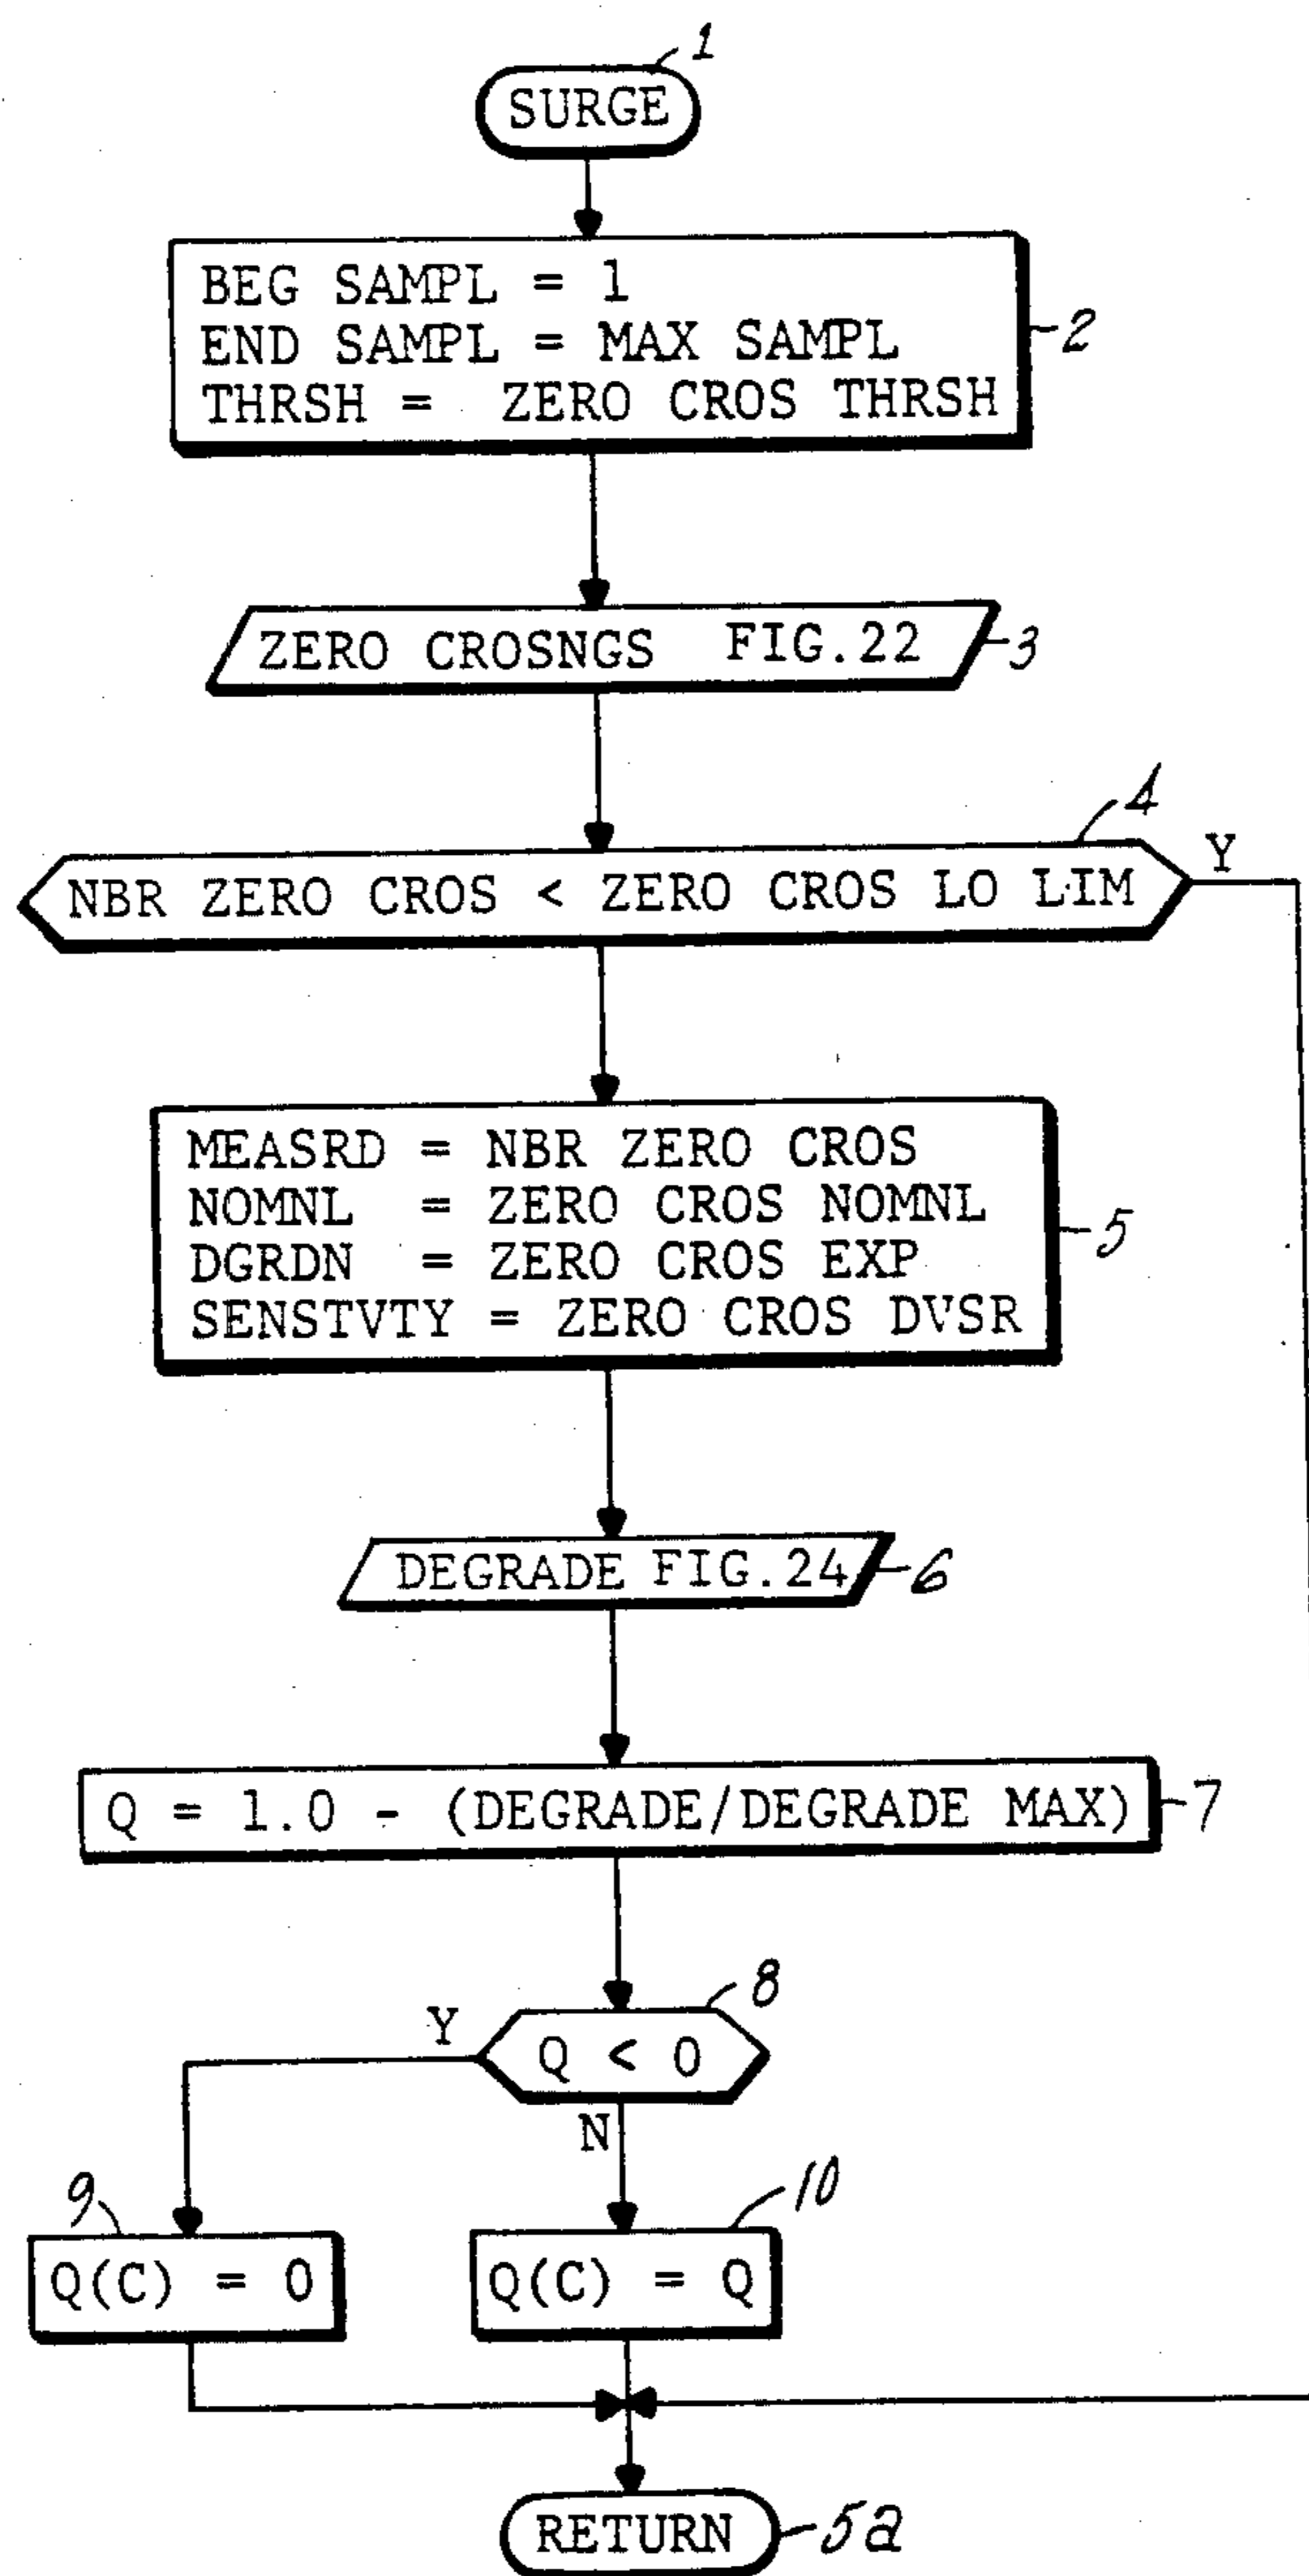 1
SURGE
BEG SAMPL = 1
END SAMPL = MAX SAMPL
THRSH = ZERO CROS THRSH
2
ZERO CROSNGS FIG.22
3
4
NBR ZERO CROS < ZERO CROS LO LIM
Y
MEASRD = NBR ZERO CROS
NOMNL = ZERO CROS NOMNL
DGRDN = ZERO CROS EXP
SENSTVTY = ZERO CROS DVSR
5
DEGRADE FIG.24
6
Q = 1.0 - (DEGRADE/DEGRADE MAX)
7
8
Y
Q < 0
N
9
10
Q(C) = 0
Q(C) = Q
RETURN
5a